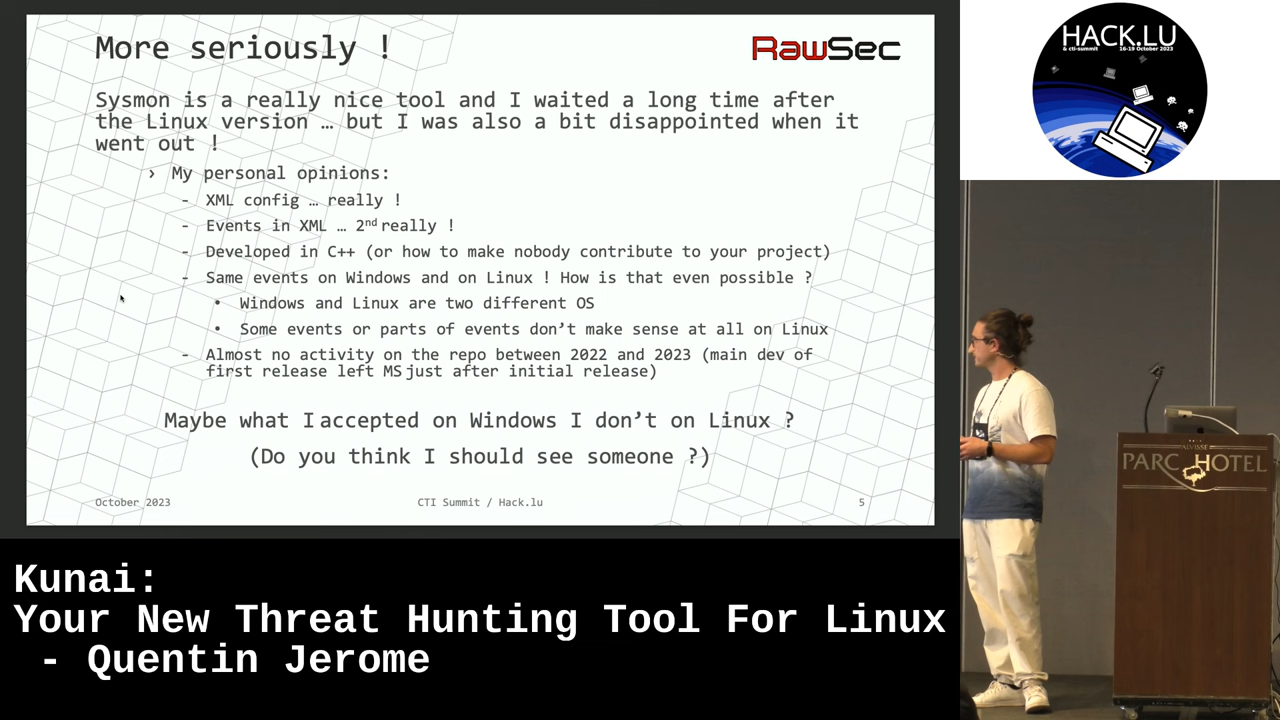 More seriously !
RawSec
Sysmon is a really nice tool and I waited a long time after
the Linux version … but I was also a bit disappointed when it
went out !
› My personal opinions:
- XML config … really !
- Events in XML … 2nd really !
- Developed in C++ (or how to make nobody contribute to your project)
- Same events on Windows and on Linux ! How is that even possible ?
• Windows and Linux are two different OS
• Some events or parts of events don’t make sense at all on Linux
- Almost no activity on the repo between 2022 and 2023 (main dev of
first release left MS just after initial release)
Maybe what I accepted on Windows I don’t on Linux ?
(Do you think I should see someone ?)
October 2023
CTI Summit / Hack.lu
5
HACK.LU
& cti-summit 16-19 October 2023
ALVISSE
PARC HOTEL
Kunai:
Your New Threat Hunting Tool For Linux
- Quentin Jerome